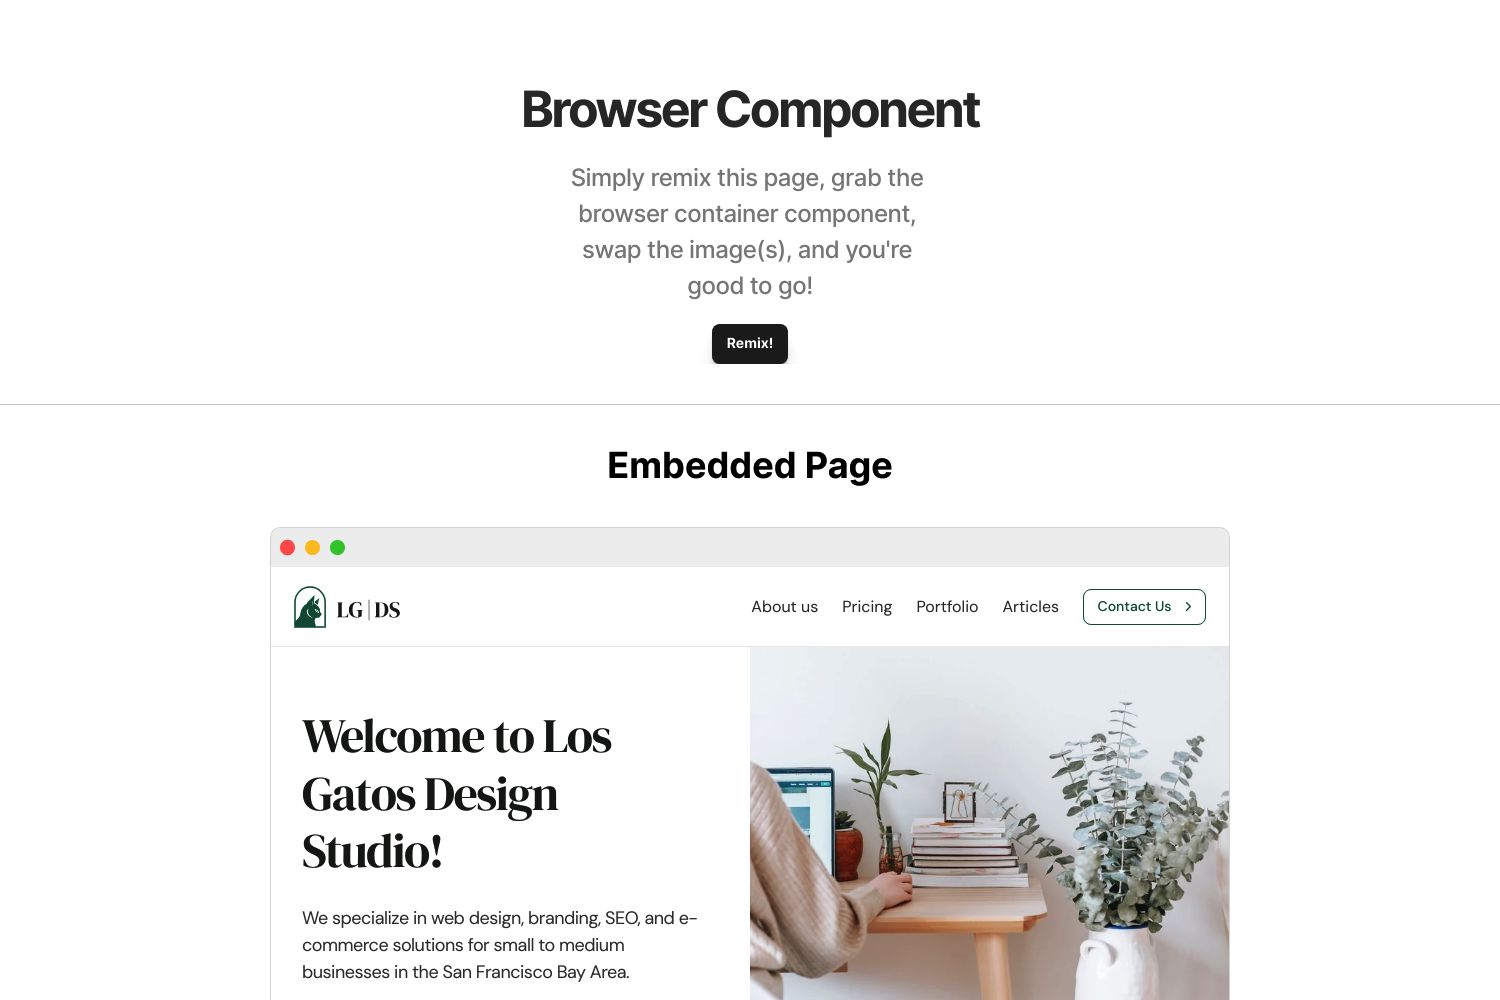 Browser Component
Simply remix this page, grab the
browser container component,
swap the image(s), and you're
good to go!
Remix!
Embedded Page
LG|DS
About us
Pricing
Portfolio
Articles
Contact Us
Welcome to Los
Gatos Design
Studio!
We specialize in web design, branding, SEO, and e-
commerce solutions for small to medium
businesses in the San Francisco Bay Area.